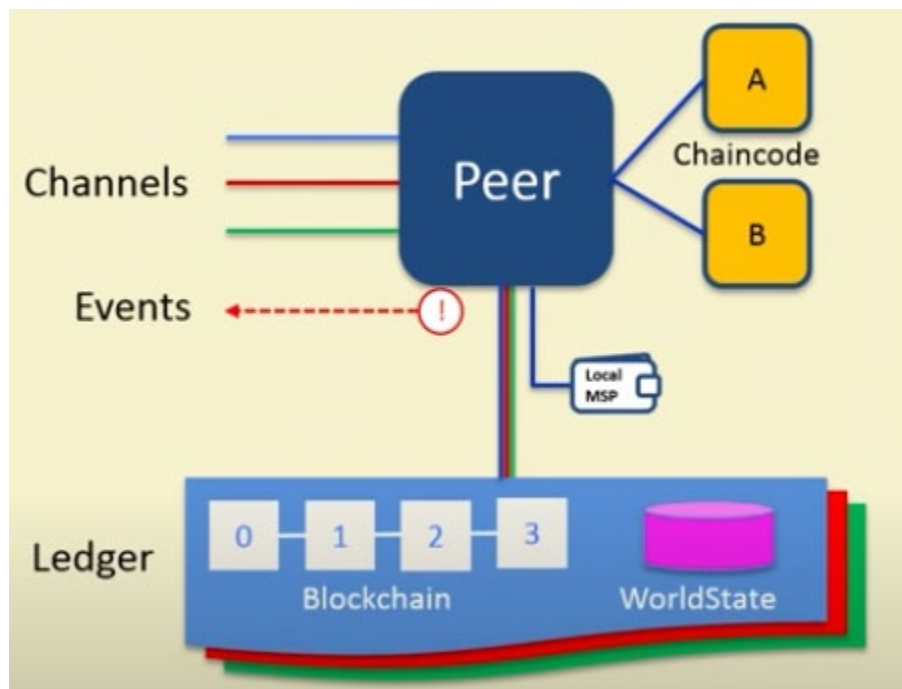 A
Chaincode
Peer
Channels
B
Events
!
Local
MSP
0 1 2 3
Ledger
Blockchain
WorldState